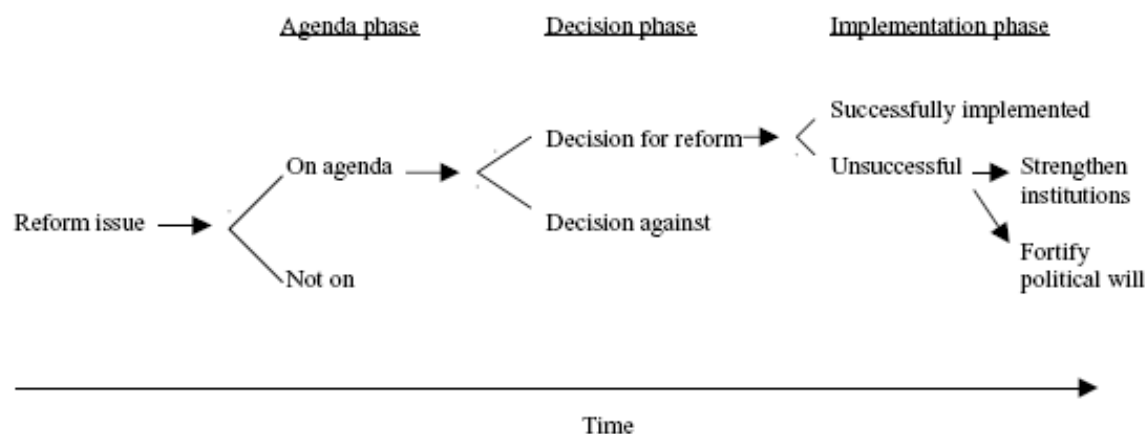 Agenda phase
Decision phase
Implementation phase
Successfully implemented
Decision for reform
On agenda
Unsuccessful
Strengthen
institutions
Reform issue
Decision against
Fortify
political will
Not on
Time